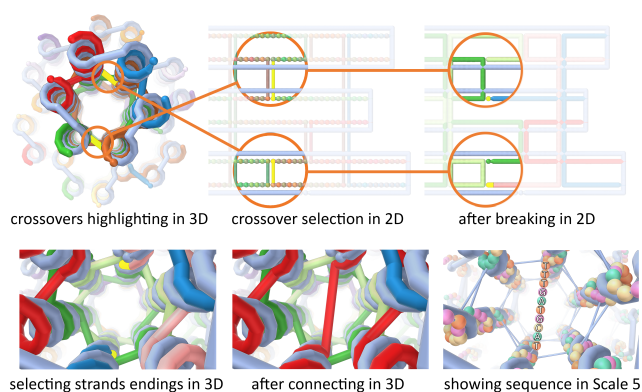 crossovers highlighting in 3D
crossover selection in 2D
after breaking in 2D
selecting strands endings in 3D
after connecting in 3D
showing sequence in Scale 5